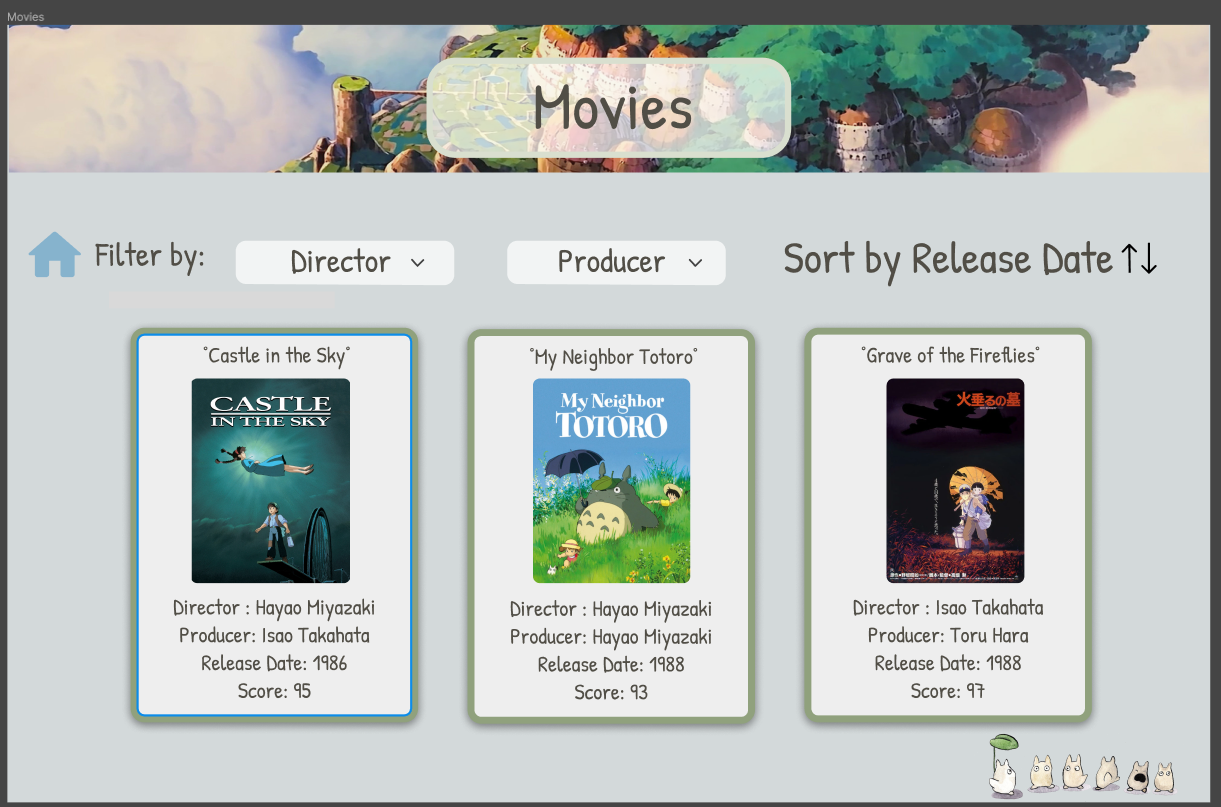 Movies
Movies
Filter by:
Director
Producer
Sort by Release Date
°Castle in the Sky°
CASTLE
IN THE SKY
Director : Hayao Miyazaki
Producer: Isao Takahata
Release Date: 1986
Score: 95
°My Neighbor Totoro°
My Neighbor
TOTORO
Director : Hayao Miyazaki
Producer: Hayao Miyazaki
Release Date: 1988
Score: 93
°Grave of the Fireflies°
火垂るの墓
Director : Isao Takahata
Producer: Toru Hara
Release Date: 1988
Score: 97